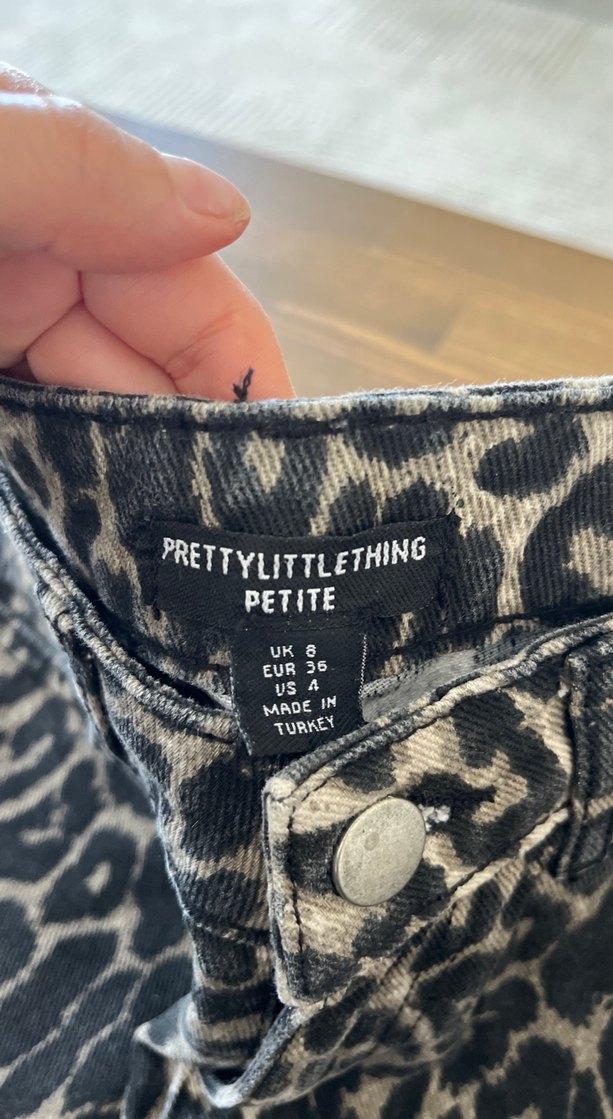 PRETTYLITTLETHING
PETITE
UK 8
EUR 36
US 4
MADE IN
TURKEY